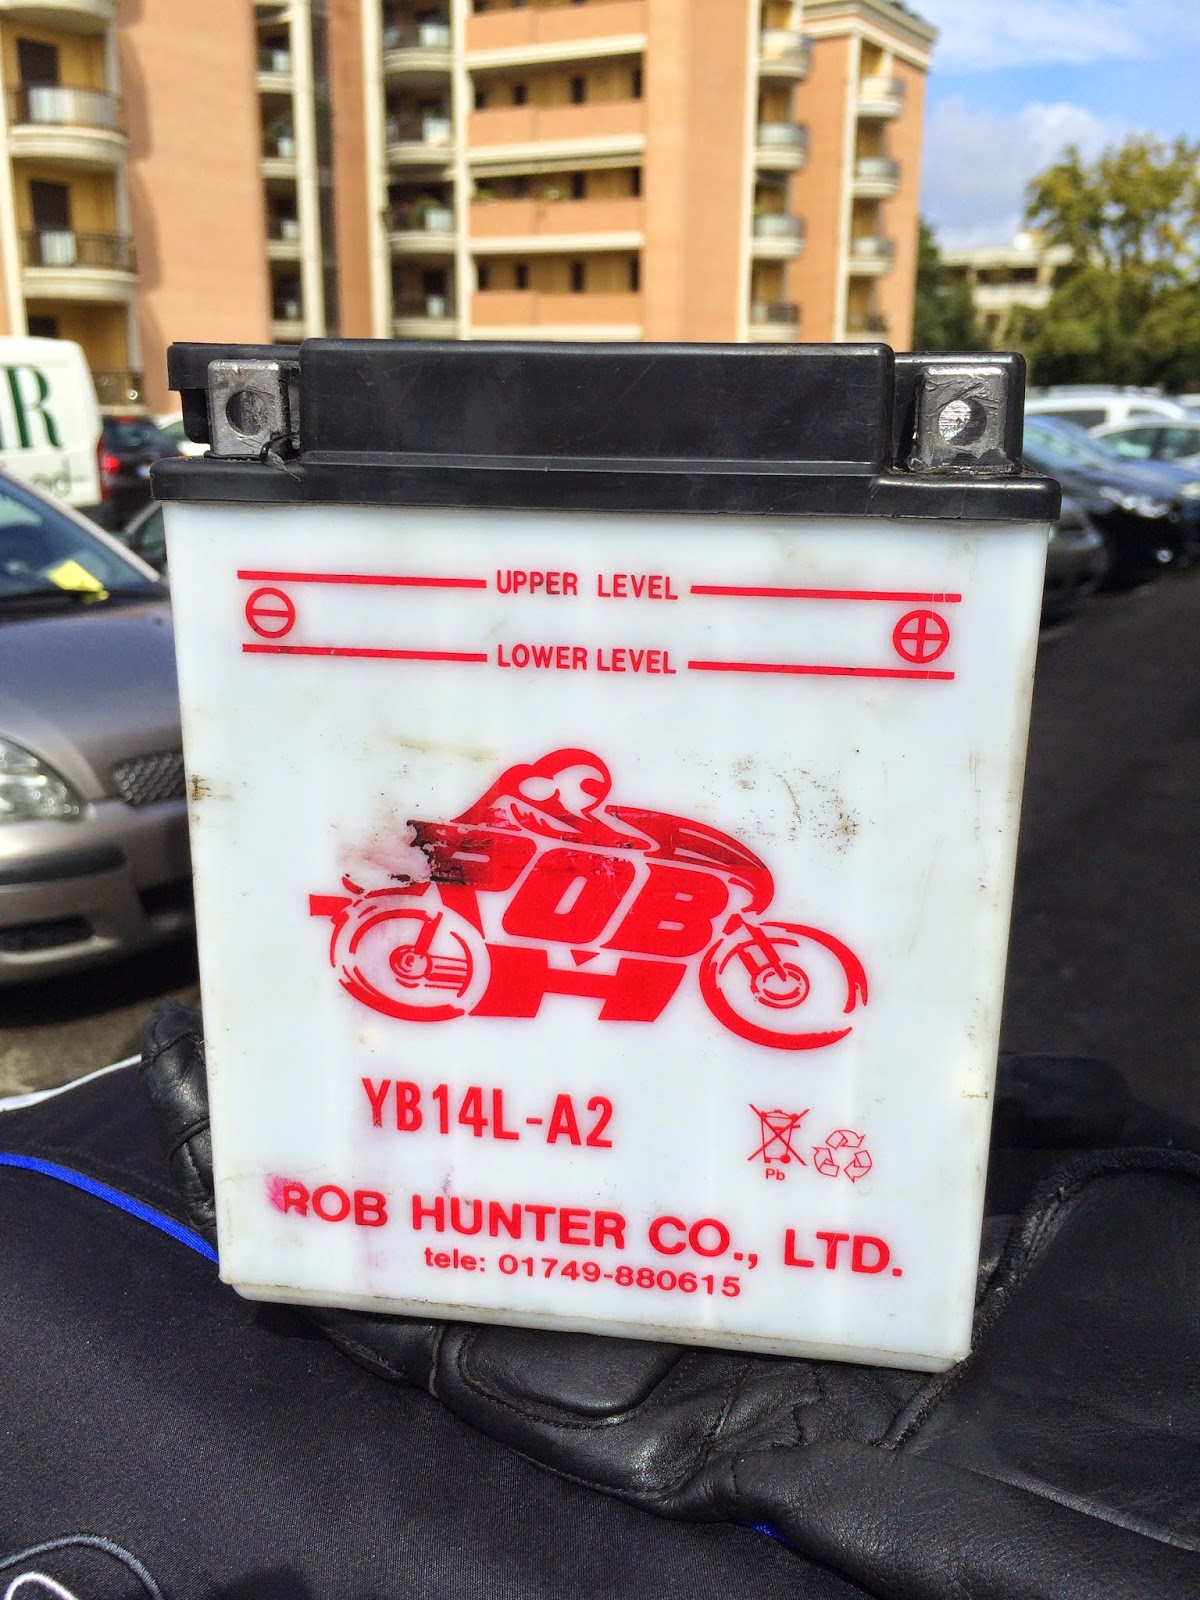 R
UPPER LEVEL
LOWER LEVEL
ROB
H
YB14L-A2
Pb
ROB HUNTER CO., LTD.
tele: 01749-880615